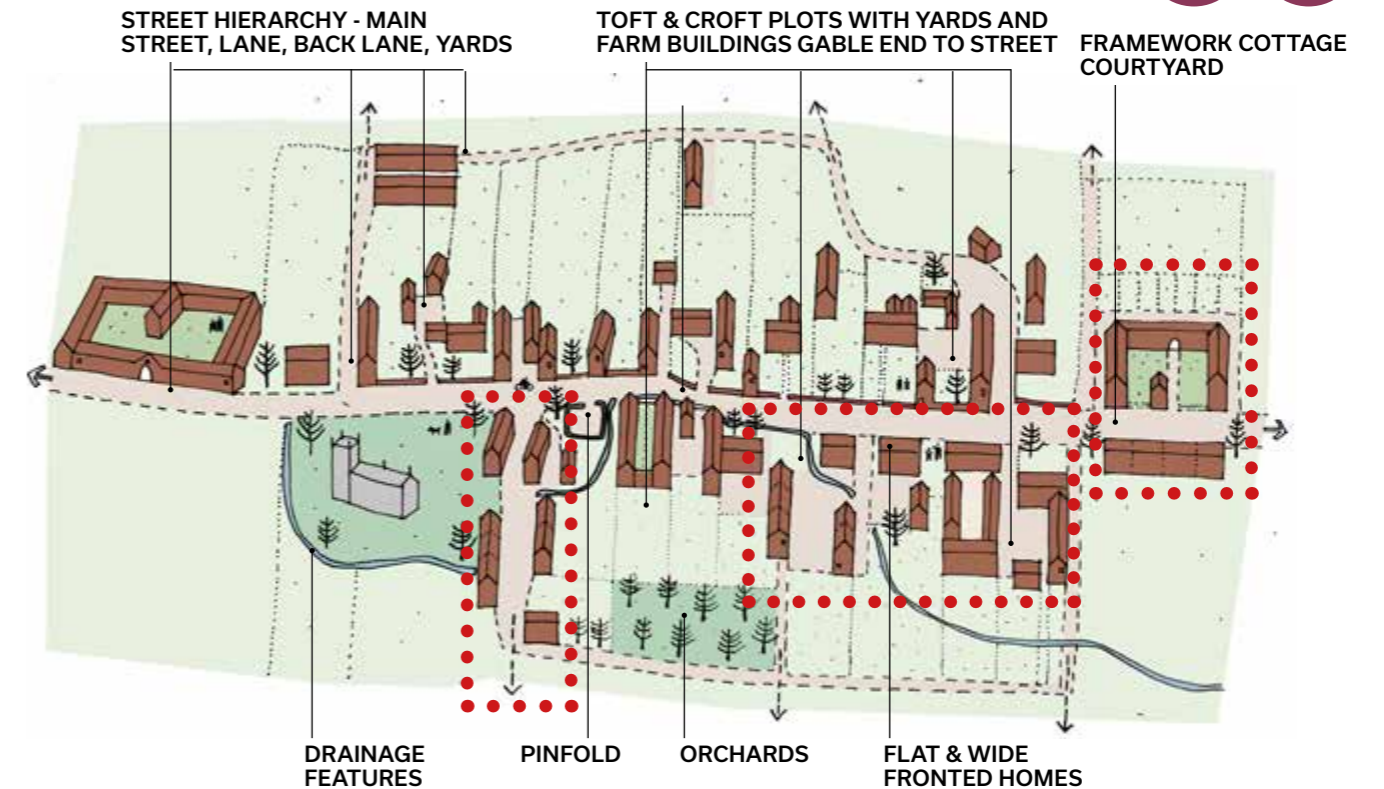 STREET HIERARCHY - MAIN
STREET, LANE, BACK LANE, YARDS
TOFT & CROFT PLOTS WITH YARDS AND
FARM BUILDINGS GABLE END TO STREET
FRAMEWORK COTTAGE
COURTYARD
DRAINAGE
FEATURES
PINFOLD
ORCHARDS
FLAT & WIDE
FRONTED HOMES